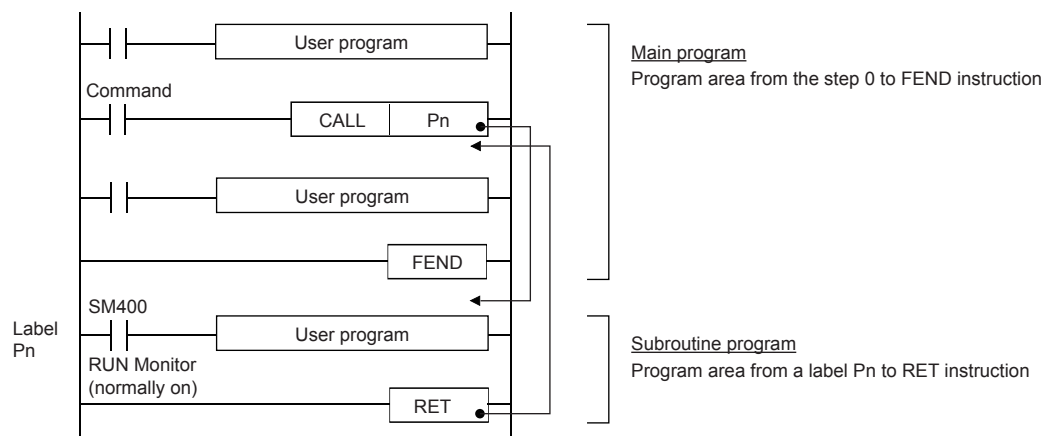 User program
Main program
Program area from the step 0 to FEND instruction
Command
CALL Pn
User program
FEND
SM400
Label
Pn
User program
RUN Monitor
(normally on)
Subroutine program
Program area from a label Pn to RET instruction
RET